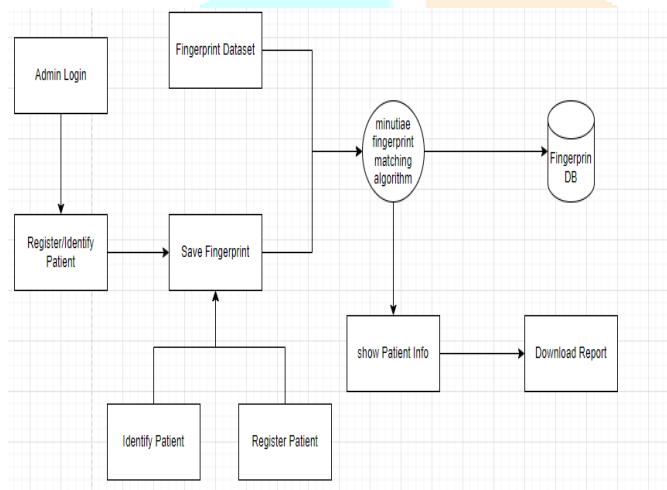 Fingerprint Dataset
Admin Login
minutiae
fingerprint
matching
algorithm
Fingerprin
DB
Register/Identify
Patient
Save Fingerprint
show Patient Info
Download Report
Identify Patient
Register Patient